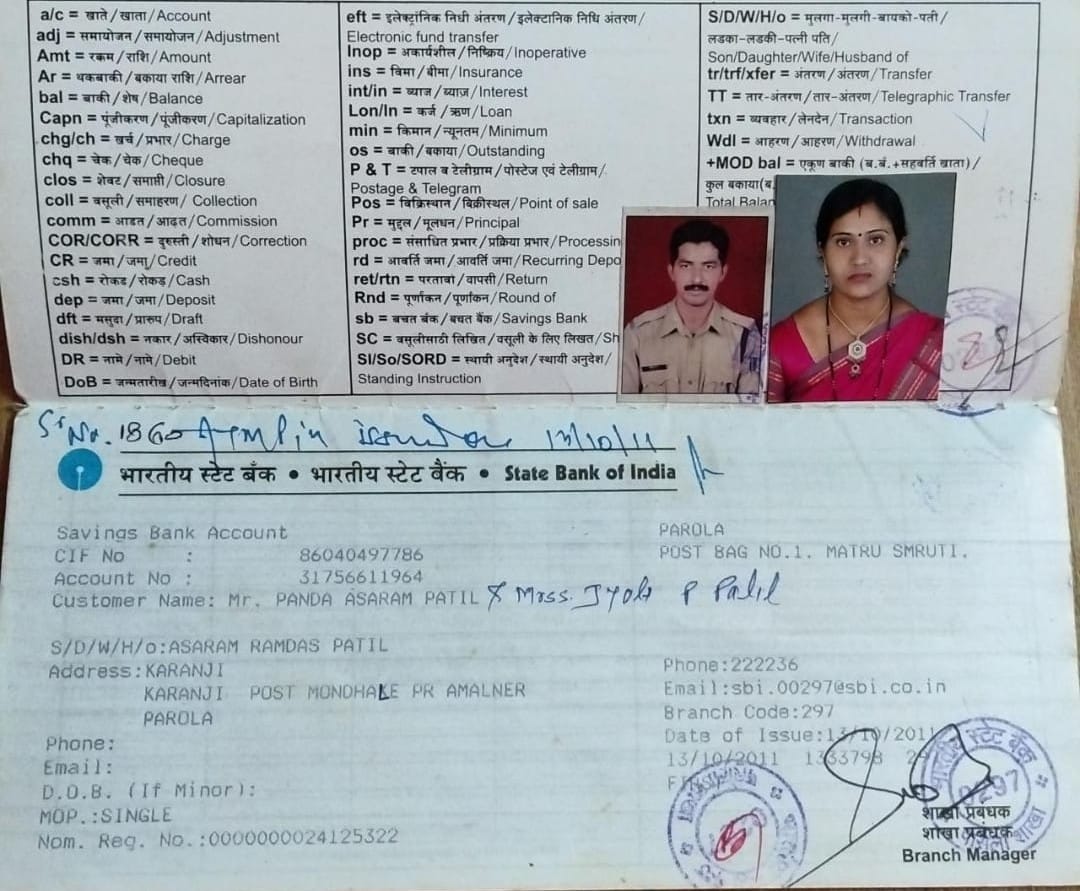 a/c = खाते/खाता/Account
adj = समायोजन/समायोजन/Adjustment
Amt = रक्कम/राशि/Amount
Ar = थकबाकी/बकाया राशि/Arrear
bal = बाकी/शेष/Balance
Capn = पूंजीकरण/पूंजीकरण/Capitalization
chg/ch = खर्च/प्रभार/Charge
chq = चेक/चेक/Cheque
clos = शेवट/समाप्ती/Closure
coll = वसूली/समाहरण/Collection
comm = आडत/आढ़त/Commission
COR/CORR = दुरुस्ती/शोधन/Correction
CR = जमा/जमा/Credit
csh = रोकड/रोकड़/Cash
dep = जमा/जमा/Deposit
dft = मसुदा/प्रारुप/Draft
dish/dsh = नकार/अस्विकार/Dishonour
DR = नामे/नामे/Debit
DoB = जन्मतारीख/जन्मदिनांक/Date of Birth
eft = इलेक्ट्रॉनिक निधी अंतरण/इलेक्टानिक निधि अंतरण/
Electronic fund transfer
Inop = अकार्यशील/निष्क्रिय/Inoperative
ins = विमा/बीमा/Insurance
int/in = व्याज/ब्याज़/Interest
Lon/ln = कर्ज/ऋण/Loan
min = किमान/न्यूनतम/Minimum
os = बाकी/बकाया/Outstanding
P & T = टपाल व टेलीग्राम/पोस्टेज एवं टेलीग्राम/
Postage & Telegram
Pos = विक्रिस्थान/बिक्रीस्थल/Point of sale
Pr = मुद्दल/मूलधन/Principal
proc = संसाधित प्रभार/प्रक्रिया प्रभार/Processin
rd = आवर्ति जमा/आवर्ति जमा/Recurring Depo
ret/rtn = परतावा/वापसी/Return
Rnd = पूर्णांकन/पूर्णांकन/Round of
sb = बचत बंक/बचत बैंक/Savings Bank
SC = वसुलीसाठी लिखित/वसूली के लिए लिखत/Sh
SI/So/SORD = स्थायी अनुदेश/स्थायी अनुदेश/
Standing Instruction
S/D/W/H/o = मुलगा-मुलगी-बायको-पती/
लडका-लडकी-पत्नी पति/
Son/Daughter/Wife/Husband of
tr/trf/xfer = अंतरण/अंतरण/Transfer
TT = तार-अंतरण/तार-अंतरण/Telegraphic Transfer
txn = व्यवहार/लेनदेन/Transaction
Wdl = आहरण/आहरण/Withdrawal
+MOD bal = एकूण बाकी (ब.बँ.+सहबर्ति खाता)/
कुल बकाया(ब.
Total Balan
Sr No. 1860 13/10/11
भारतीय स्टेट बँक • भारतीय स्टेट बैंक • State Bank of India
Savings Bank Account
CIF No : 86040497786
Account No : 31756611964
Customer Name: Mr. PANDA ASARAM PATIL & Mrss. Jyoti P Patil
PAROLA
POST BAG NO.1. MATRU SMRUTI.
S/D/W/H/o:ASARAM RAMDAS PATIL
Address:KARANJI
KARANJI POST MONDHALE PR AMALNER
PAROLA
Phone:
Email:
D.O.B. (If Minor):
MOP.:SINGLE
Nom. Reg. No.:0000000024125322
Phone:222236
Email:sbi.00297@sbi.co.in
Branch Code:297
Date of Issue:13/10/2011
13/10/2011 1333798
भारतीय स्टेट बैंक
0297
शाखा प्रबंधक
शाखा प्रबंधक
Branch Manager